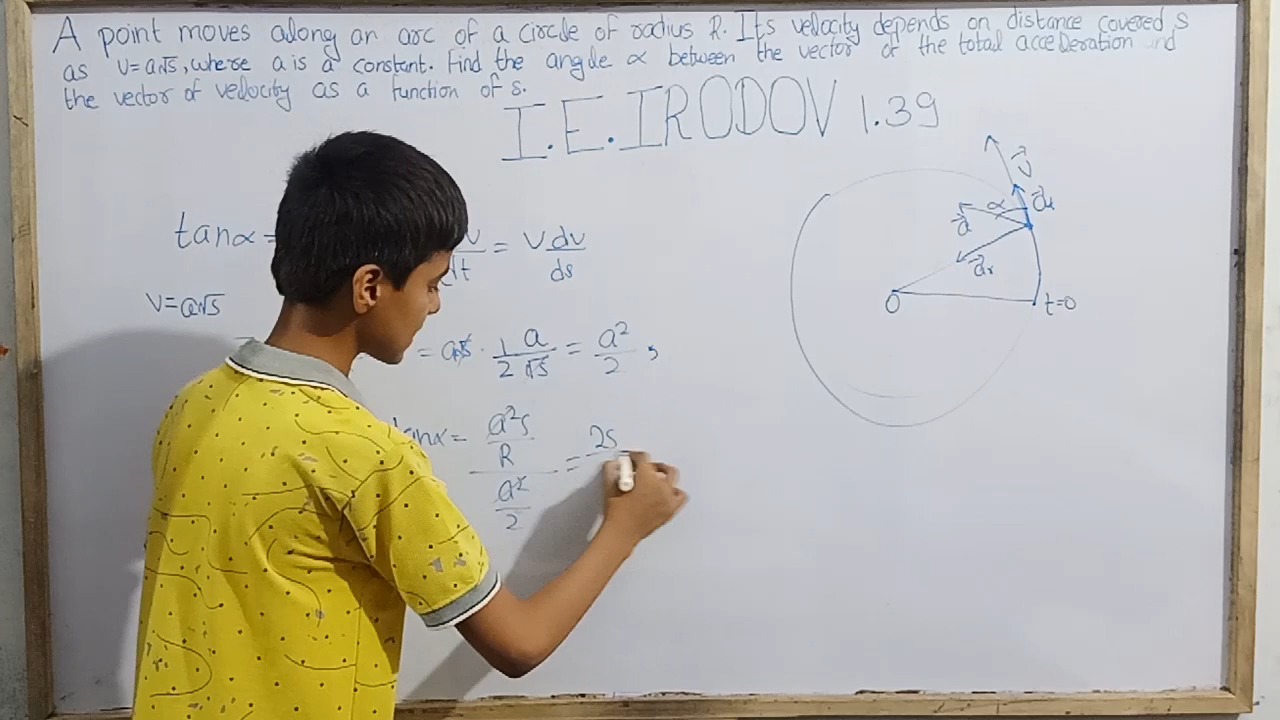 A point moves along an arc of a circle of radius R. Its velocity depends on distance covered s
as v=a√s, where a is a constant. Find the angle α between the vector of the total acceleration and
the vector of velocity as a function of s.
I.E.IRODOV 1.39
tanα=
= v dv/ds
v=a√s
= a√s · 1/2 a/√s = a²/2 ,
tanα = (a²s/R)/(a²/2) = 2s
v⃗
α
a⃗
a⃗r
O
t=0